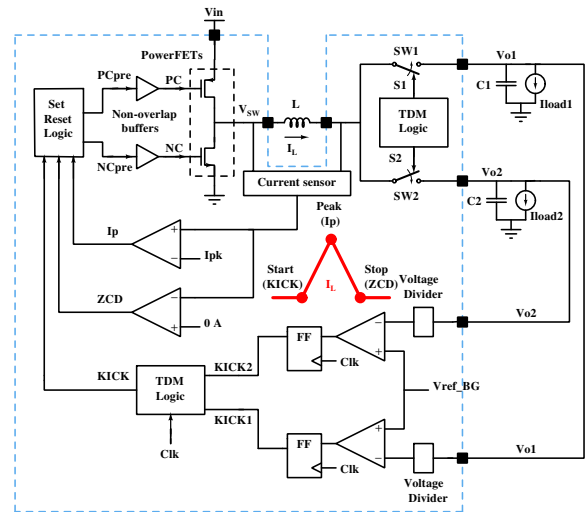 Vin
PowerFETs
PCpre
PC
Set
Reset
Logic
Non-overlap
buffers
NCpre
NC
VSW
L
IL
SW1
S1
TDM
Logic
S2
SW2
Vo1
C1
Iload1
Vo2
C2
Iload2
Current sensor
Ip
+
−
Ipk
ZCD
−
+
0 A
Peak
(Ip)
Start
(KICK)
IL
Stop
(ZCD)
Voltage
Divider
Vo2
KICK
TDM
Logic
Clk
KICK2
FF
Clk
−
+
Vref_BG
KICK1
FF
Clk
+
−
Vo1
Voltage
Divider